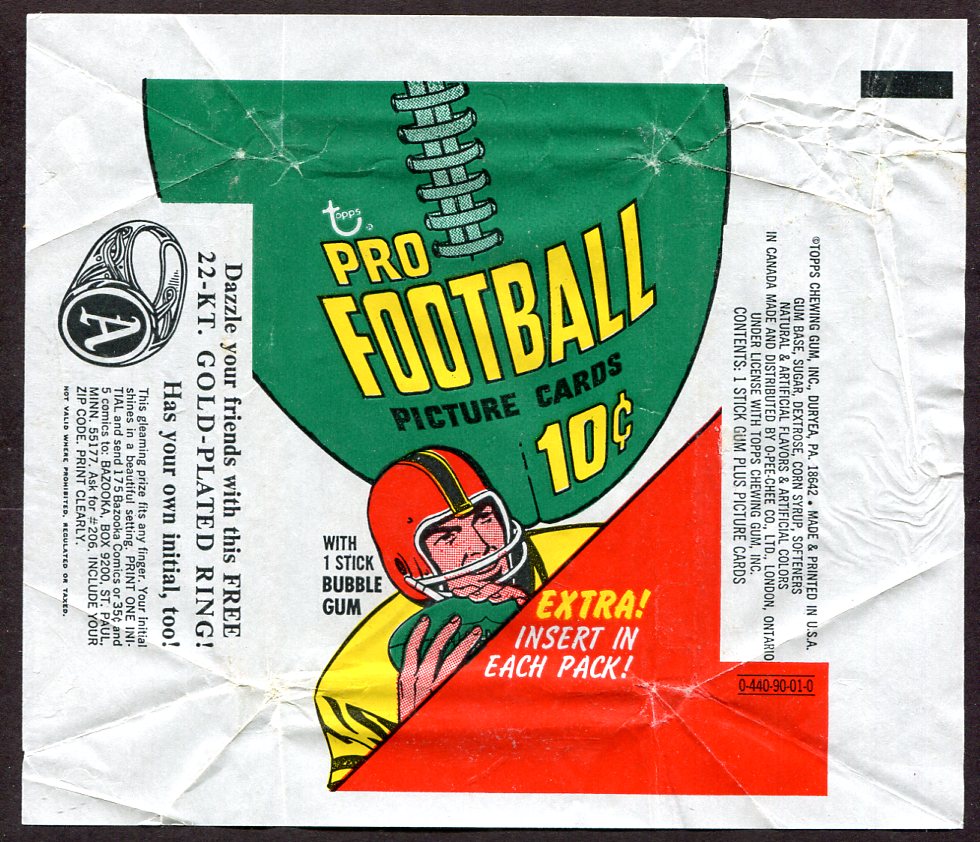 topps
PRO
FOOTBALL
PICTURE CARDS
10¢
WITH
1 STICK
BUBBLE
GUM
EXTRA!
INSERT IN
EACH PACK!
0-440-90-01-0
Dazzle your friends with this FREE
22-KT. GOLD-PLATED RING!
Has your own initial, too!
A
This gleaming prize fits any finger. Your Initial
shines in a beautiful setting. PRINT ONE INI-
TIAL and send 175 Bazooka Comics or 35¢ and
5 comics to: BAZOOKA, BOX 9200, ST. PAUL,
MINN. 55177. Ask for #206. INCLUDE YOUR
ZIP CODE. PRINT CLEARLY.
NOT VALID WHERE PROHIBITED, REGULATED OR TAXED.
©TOPPS CHEWING GUM, INC., DURYEA, PA. 18642 • MADE & PRINTED IN U.S.A.
GUM BASE, SUGAR, DEXTROSE, CORN SYRUP, SOFTENERS
NATURAL & ARTIFICIAL FLAVORS & ARTIFICIAL COLORS
IN CANADA MADE AND DISTRIBUTED BY O-PEE-CHEE CO., LTD., LONDON, ONTARIO
UNDER LICENSE WITH TOPPS CHEWING GUM, INC.
CONTENTS: 1 STICK GUM PLUS PICTURE CARDS